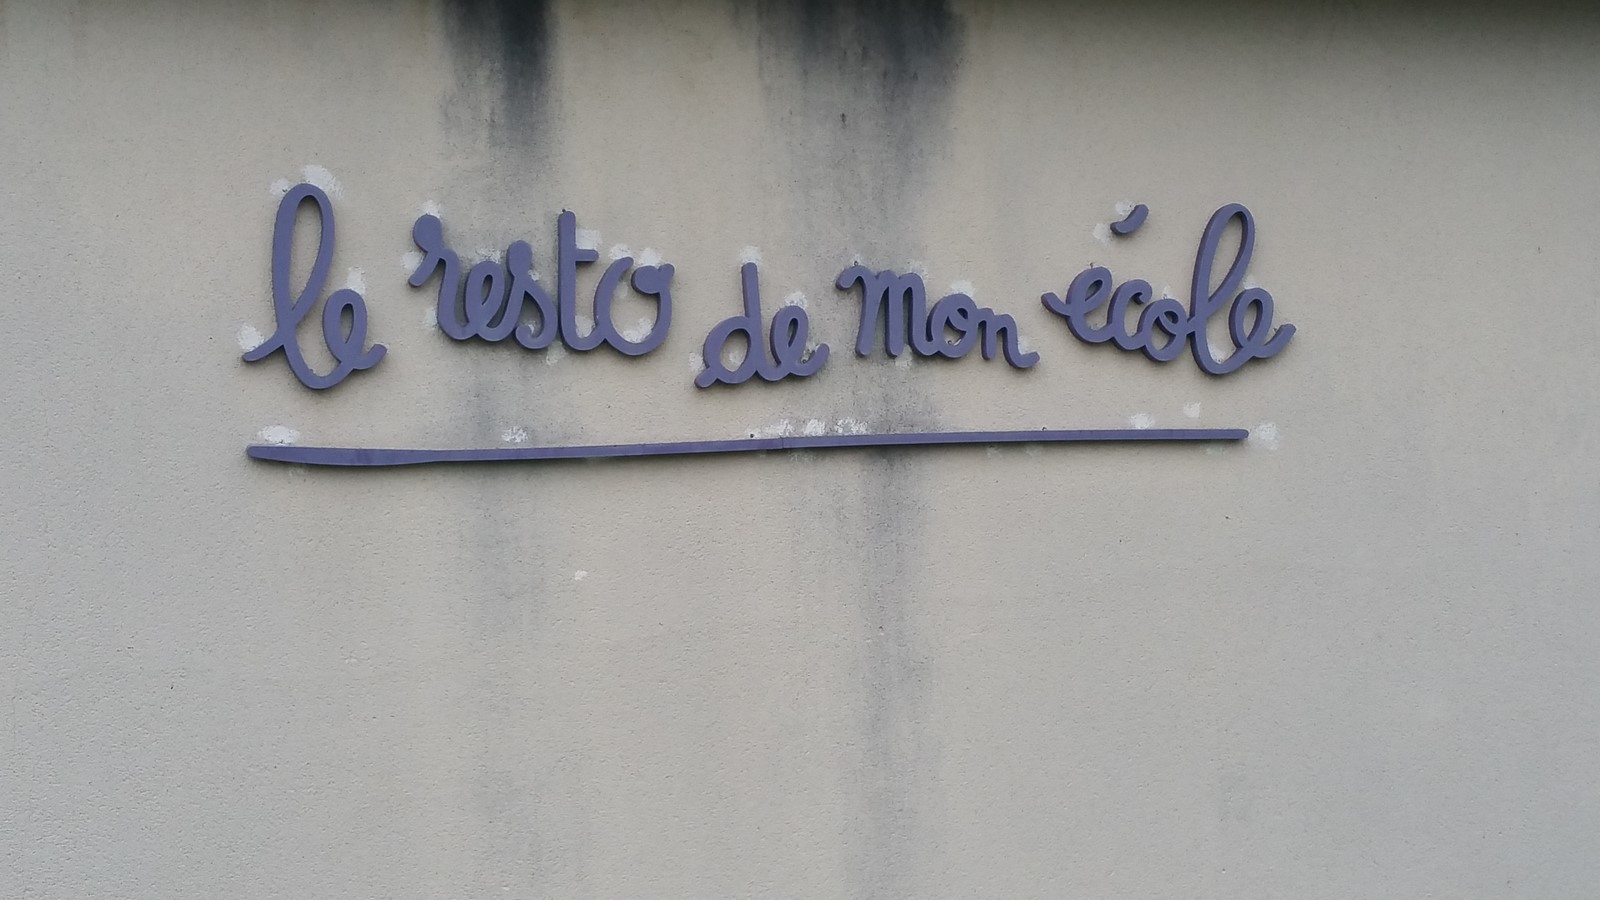 le resto de mon école